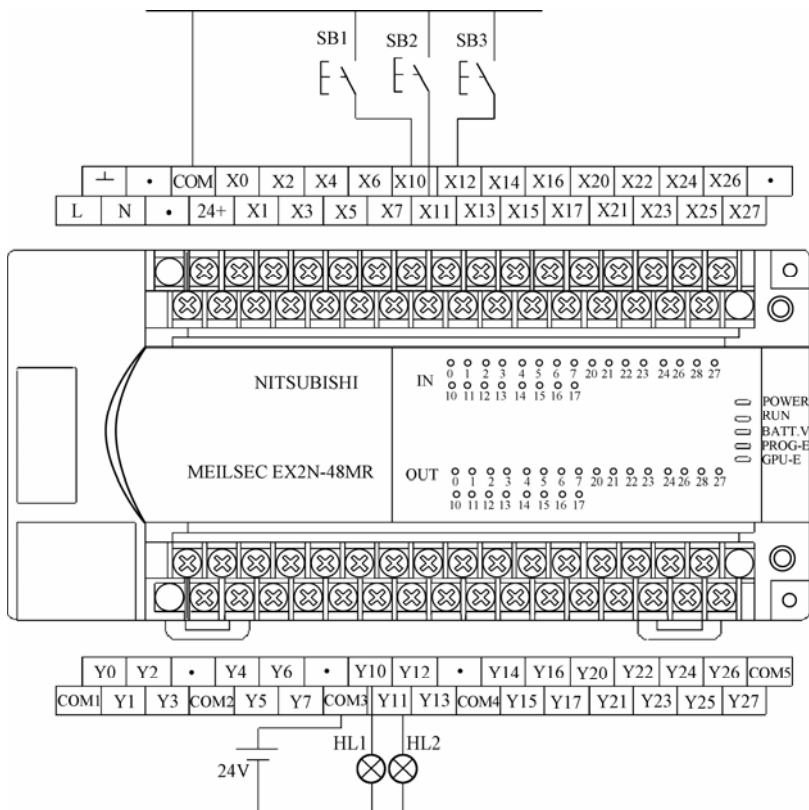 SB1 SB2 SB3
⊥ • COM X0 X2 X4 X6 X10 X12 X14 X16 X20 X22 X24 X26 •
L N • 24+ X1 X3 X5 X7 X11 X13 X15 X17 X21 X23 X25 X27
NITSUBISHI
IN
0 1 2 3 4 5 6 7 20 21 22 23 24 26 28 27
10 11 12 13 14 15 16 17
POWER
RUN
BATT.V
PROG-E
GPU-E
MEILSEC EX2N-48MR
OUT
0 1 2 3 4 5 6 7 20 21 22 23 24 26 28 27
10 11 12 13 14 15 16 17
Y0 Y2 • Y4 Y6 • Y10 Y12 • Y14 Y16 Y20 Y22 Y24 Y26 COM5
COM1 Y1 Y3 COM2 Y5 Y7 COM3 Y11 Y13 COM4 Y15 Y17 Y21 Y23 Y25 Y27
24V HL1 HL2